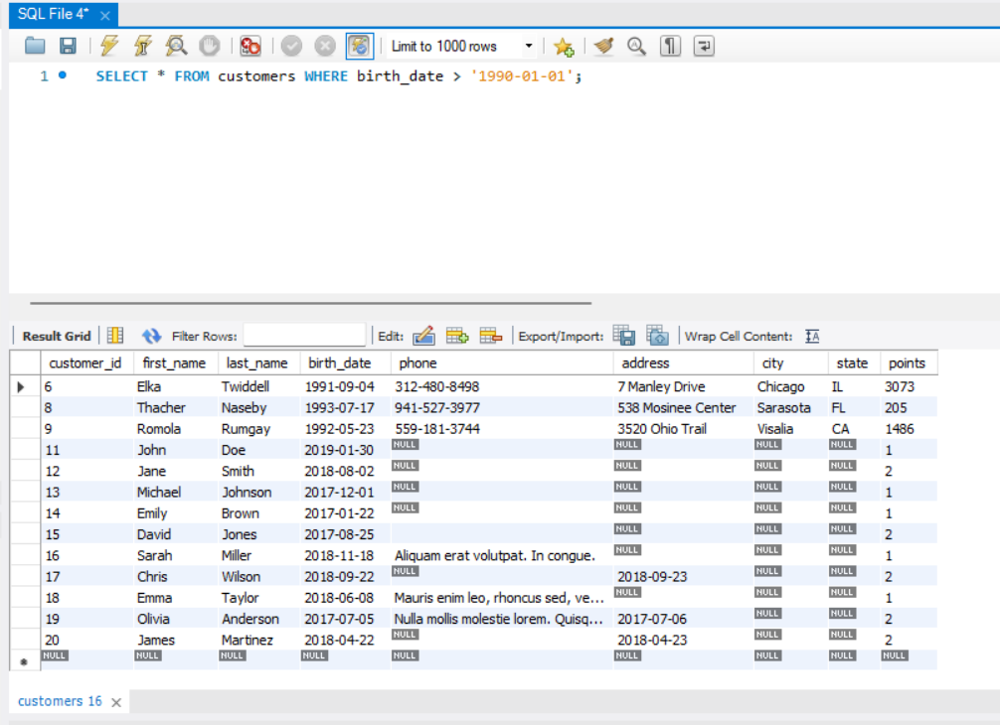 SQL File 4*
Limit to 1000 rows
1 SELECT * FROM customers WHERE birth_date > '1990-01-01';
Result Grid Filter Rows: Edit: Export/Import: Wrap Cell Content:
customer_id first_name last_name birth_date phone address city state points
6 Elka Twiddell 1991-09-04 312-480-8498 7 Manley Drive Chicago IL 3073
8 Thacher Naseby 1993-07-17 941-527-3977 538 Mosinee Center Sarasota FL 205
9 Romola Rumgay 1992-05-23 559-181-3744 3520 Ohio Trail Visalia CA 1486
11 John Doe 2019-01-30 NULL NULL NULL NULL 1
12 Jane Smith 2018-08-02 NULL NULL NULL NULL 2
13 Michael Johnson 2017-12-01 NULL NULL NULL NULL 1
14 Emily Brown 2017-01-22 NULL NULL NULL NULL 1
15 David Jones 2017-08-25 NULL NULL NULL 2
16 Sarah Miller 2018-11-18 Aliquam erat volutpat. In congue. NULL NULL NULL 1
17 Chris Wilson 2018-09-22 NULL 2018-09-23 NULL NULL 2
18 Emma Taylor 2018-06-08 Mauris enim leo, rhoncus sed, ve... NULL NULL NULL 1
19 Olivia Anderson 2017-07-05 Nulla mollis molestie lorem. Quisq... 2017-07-06 NULL NULL 2
20 James Martinez 2018-04-22 NULL 2018-04-23 NULL NULL 2
NULL NULL NULL NULL NULL NULL NULL NULL NULL
customers 16